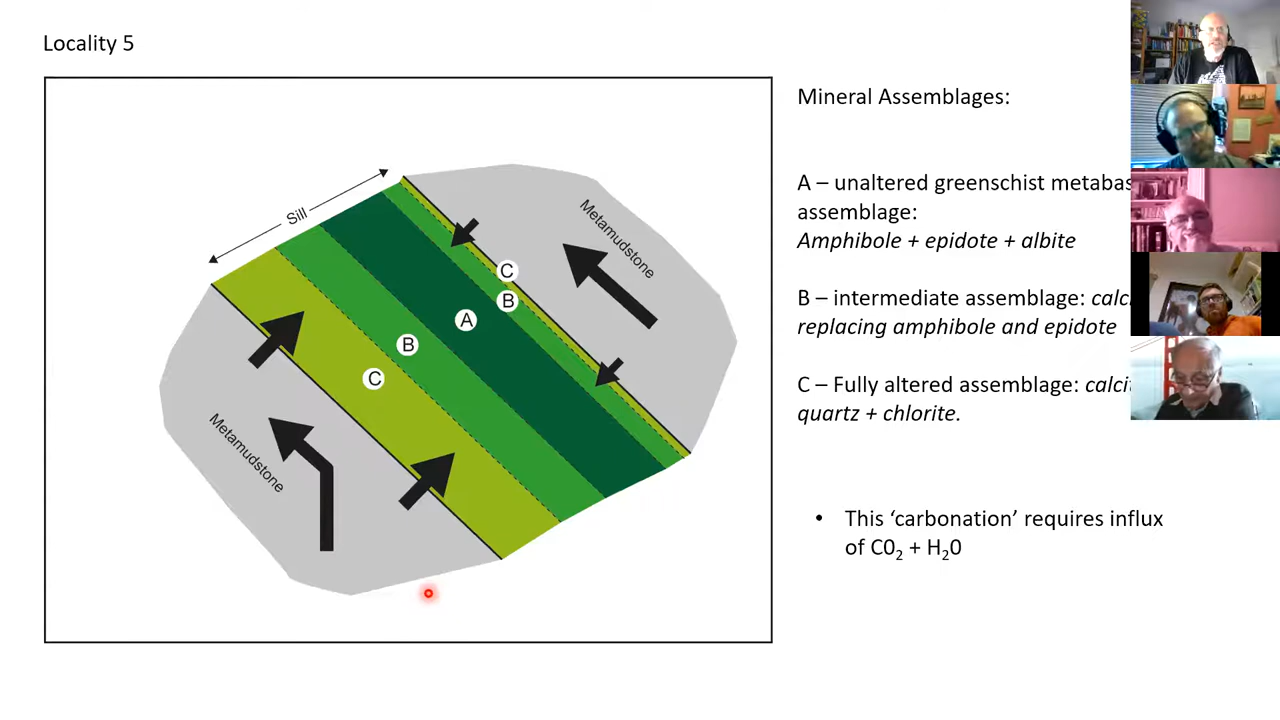 Locality 5
Mineral Assemblages:
A – unaltered greenschist
assemblage:
Amphibole + epidote + albite
B – intermediate assemblage:
replacing amphibole and epidote
C – Fully altered assemblage:
quartz + chlorite.
• This ‘carbonation’ requires influx
of C0₂ + H₂0
Sill
Metamudstone
C
B
A
B
C
Metamudstone